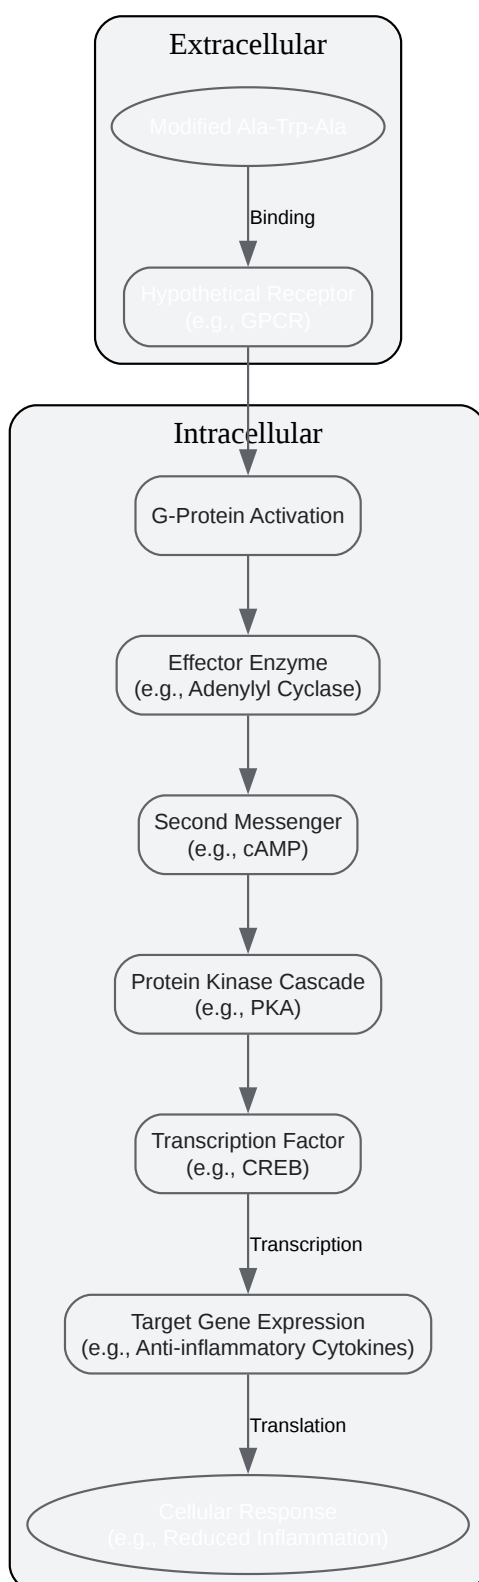 Extracellular
Modified Ala-Trp-Ala
Binding
Hypothetical Receptor
(e.g., GPCR)
Intracellular
G-Protein Activation
Effector Enzyme
(e.g., Adenylyl Cyclase)
Second Messenger
(e.g., cAMP)
Protein Kinase Cascade
(e.g., PKA)
Transcription Factor
(e.g., CREB)
Transcription
Target Gene Expression
(e.g., Anti-inflammatory Cytokines)
Translation
Cellular Response
(e.g., Reduced Inflammation)